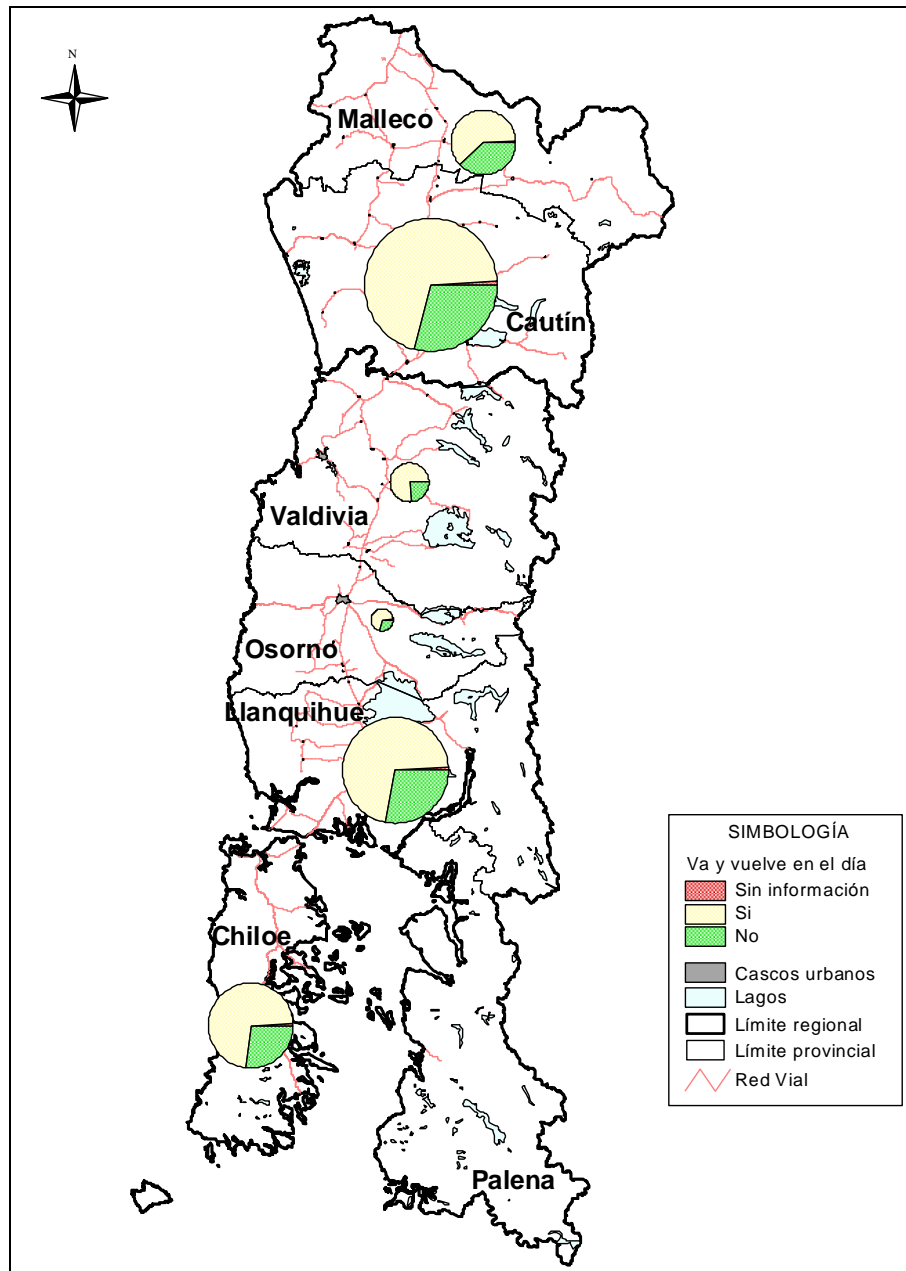 N
Malleco
Cautín
Valdivia
Osorno
Llanquihue
Chiloe
Palena
SIMBOLOGÍA
Va y vuelve en el día
Sin información
Si
No
Cascos urbanos
Lagos
Límite regional
Límite provincial
Red Vial